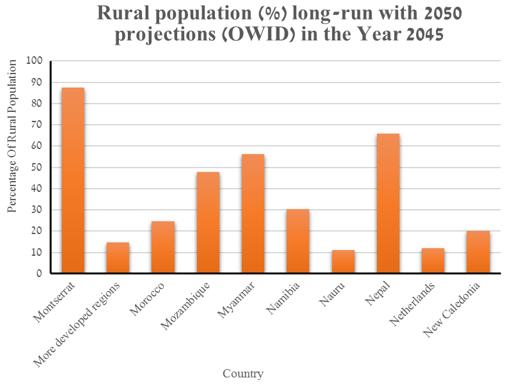 Rural population (%) long-run with 2050
projections (OWID) in the Year 2045
Percentage Of Rural Population
100
90
80
70
60
50
40
30
20
10
0
Montserrat
More developed regions
Morocco
Mozambique
Myanmar
Namibia
Nauru
Nepal
Netherlands
New Caledonia
Country